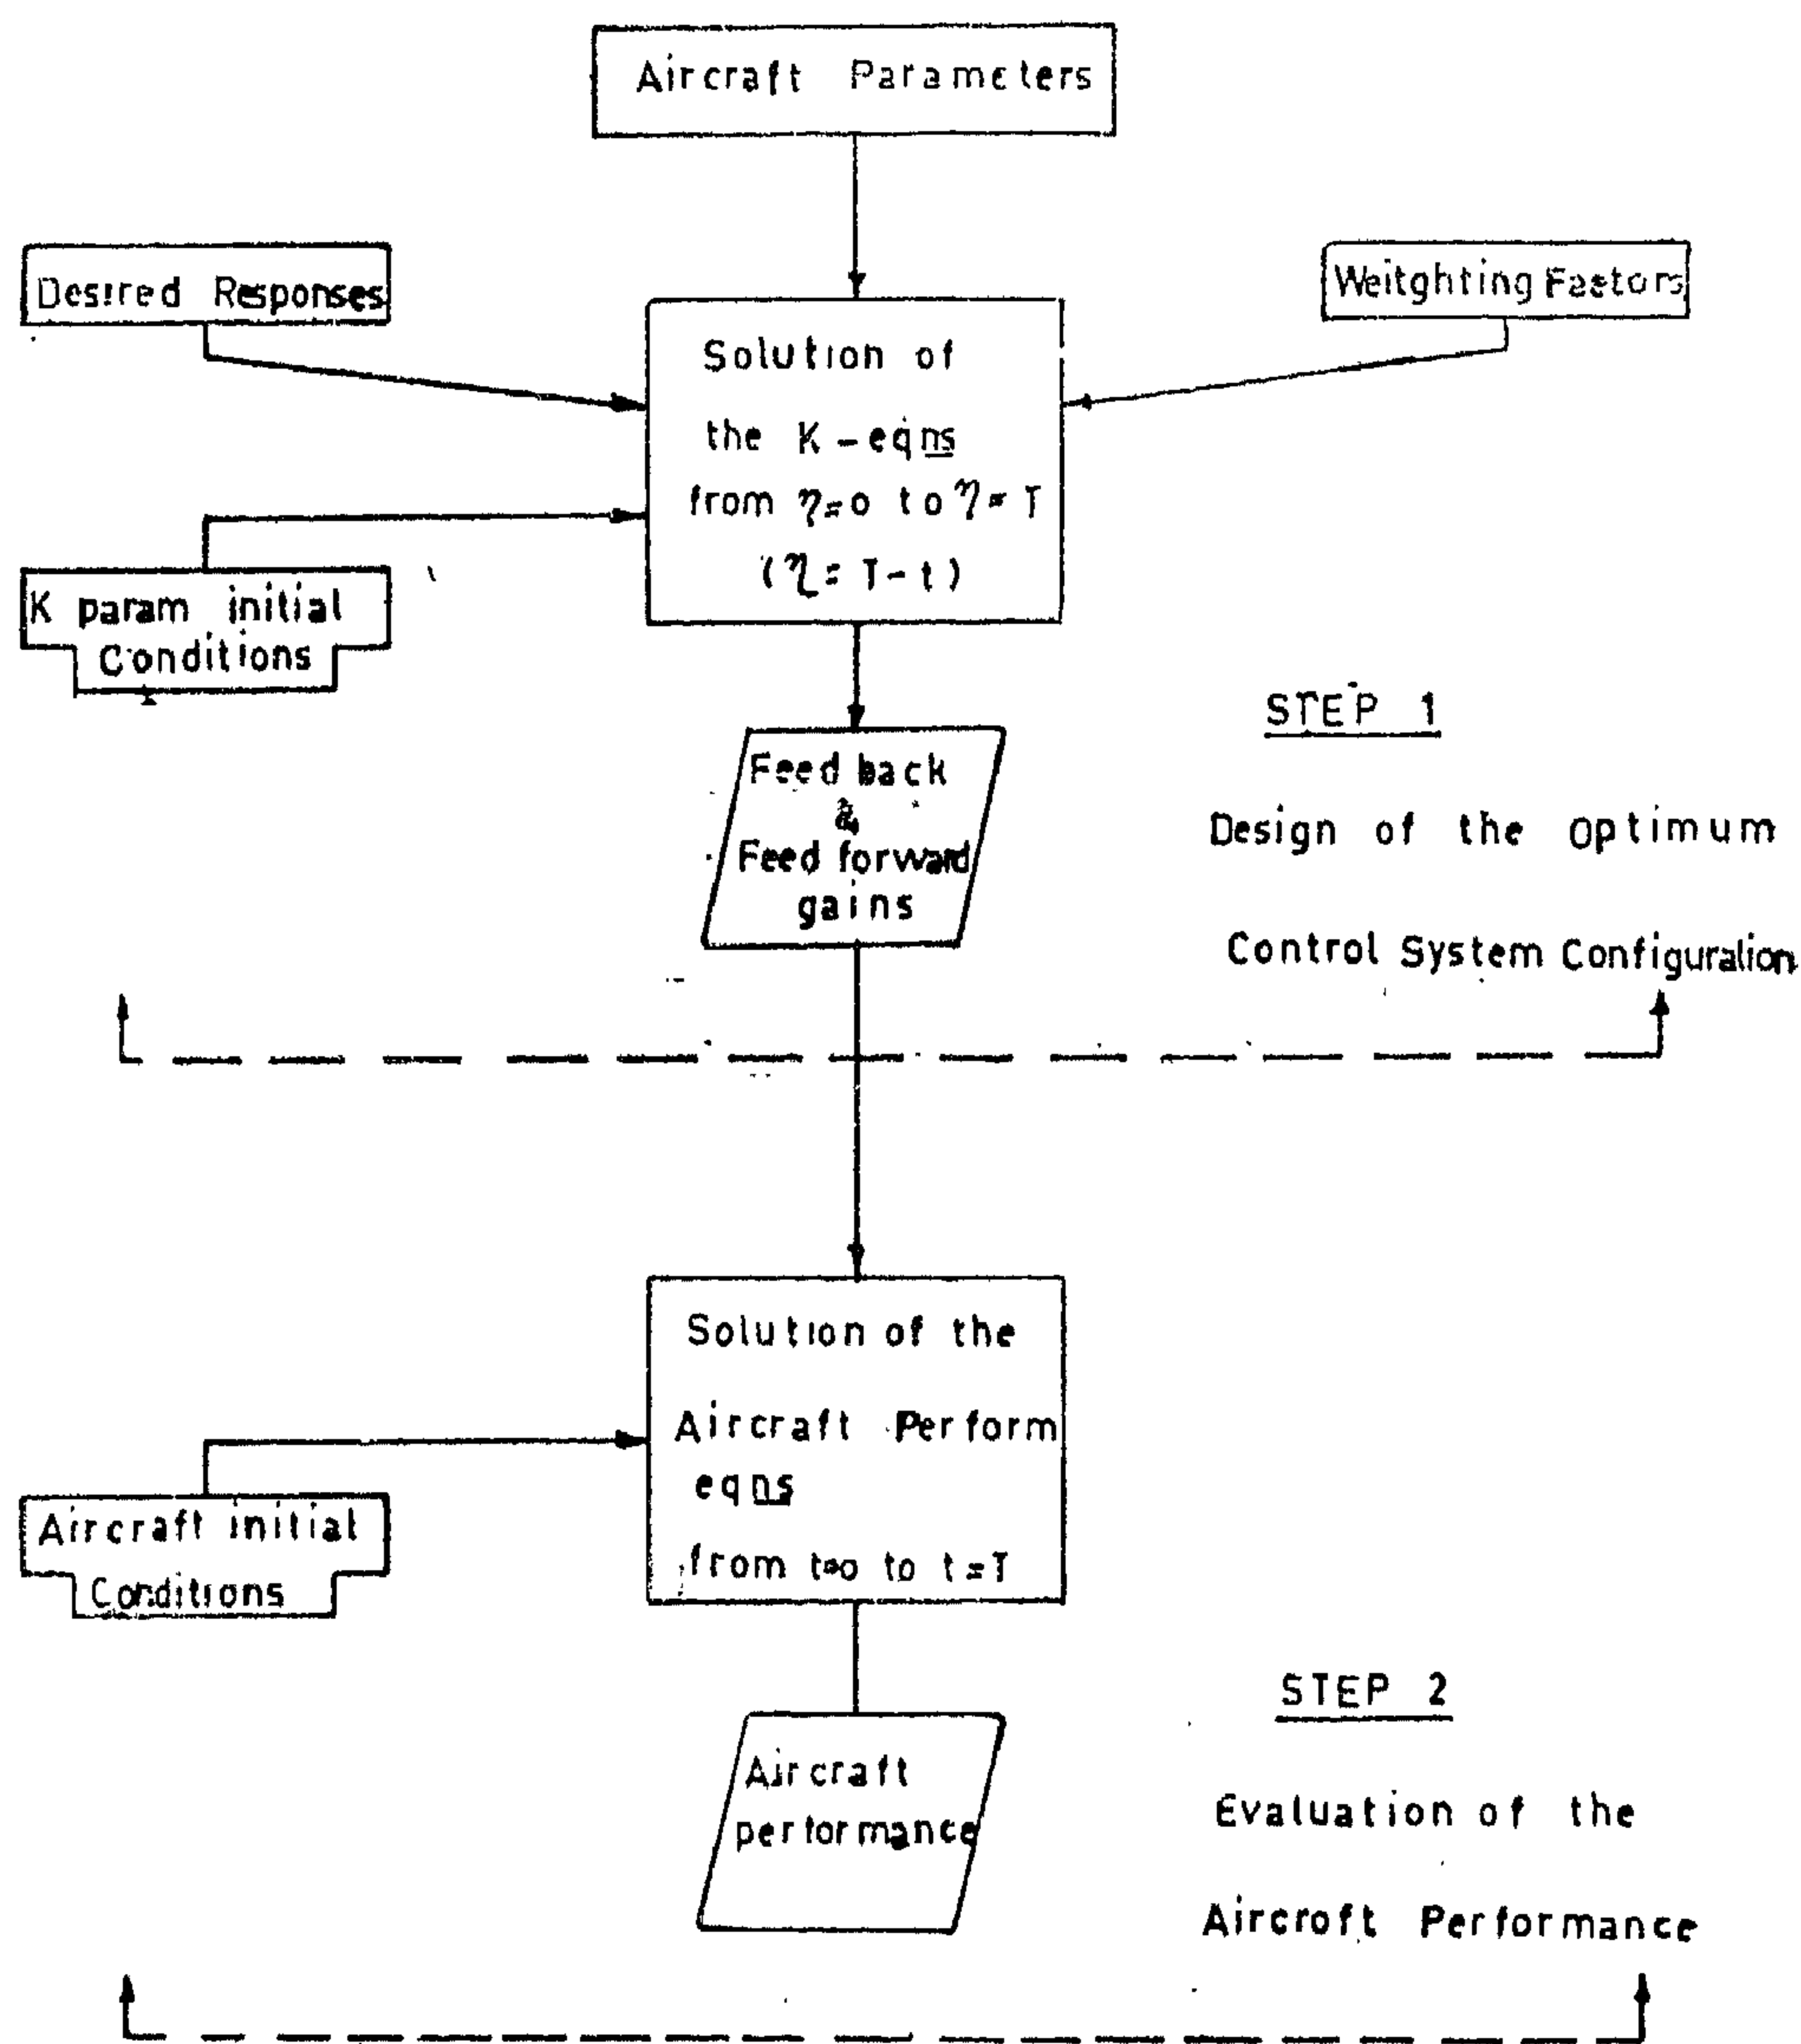 Aircraft Parameters
Desired Responses
Weitghting Factors
Solution of
the K-eqns
from η=o to η=T
(η=T-t)
K param initial
Conditions
Feed back
&
Feed forward
gains
STEP 1
Design of the optimum
Control System Configuration
Solution of the
Aircraft Perform
eqns
from t=o to t=T
Aircraft initial
Conditions
Aircraft
performance
STEP 2
Evaluation of the
Aircroft Performance